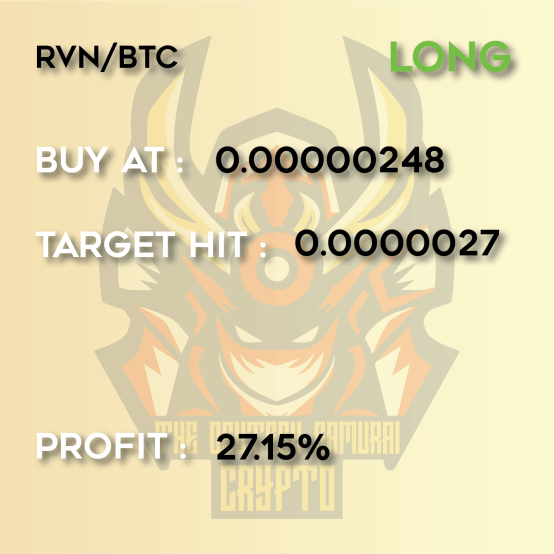 RVN/BTC LONG
BUY AT : 0.00000248
TARGET HIT : 0.0000027
PROFIT : 27.15%
THE SAMURAI
CRYPTO